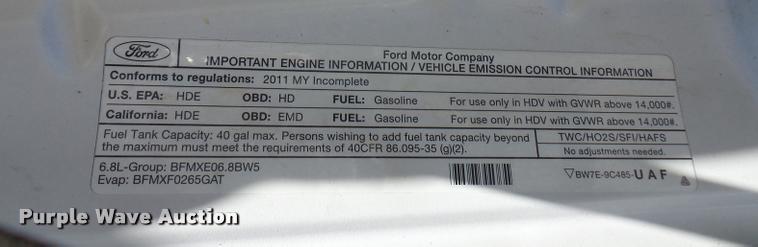 Ford
Ford Motor Company
IMPORTANT ENGINE INFORMATION / VEHICLE EMISSION CONTROL INFORMATION
Conforms to regulations: 2011 MY Incomplete
U.S. EPA: HDE OBD: HD FUEL: Gasoline For use only in HDV with GVWR above 14,000#.
California: HDE OBD: EMD FUEL: Gasoline For use only in HDV with GVWR above 14,000#.
Fuel Tank Capacity: 40 gal max. Persons wishing to add fuel tank capacity beyond
the maximum must meet the requirements of 40CFR 86.095-35 (g)(2).
TWC/HO2S/SFI/HAFS
No adjustments needed.
6.8L-Group: BFMXE06.8BW5
Evap: BFMXF0265GAT
BW7E-9C485-UAF
Purple Wave Auction